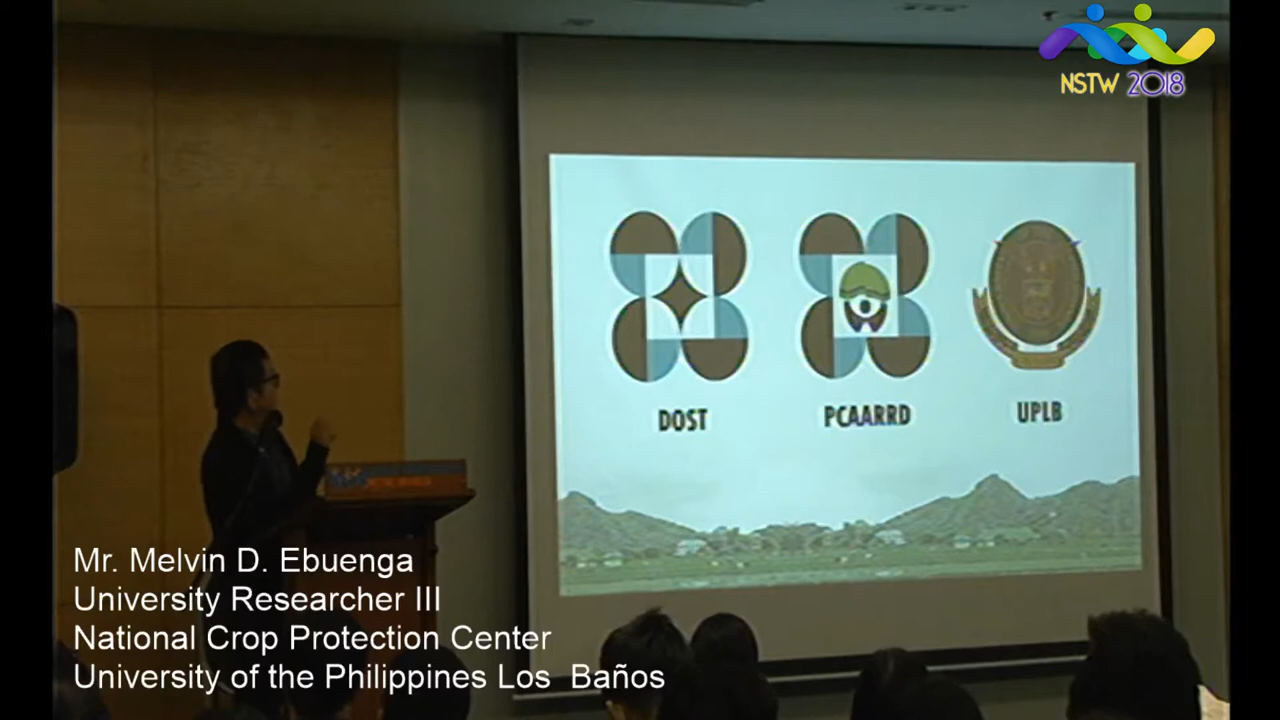 NSTW 2018
DOST
PCAARRD
UPLB
Mr. Melvin D. Ebuenga
University Researcher III
National Crop Protection Center
University of the Philippines Los Baños